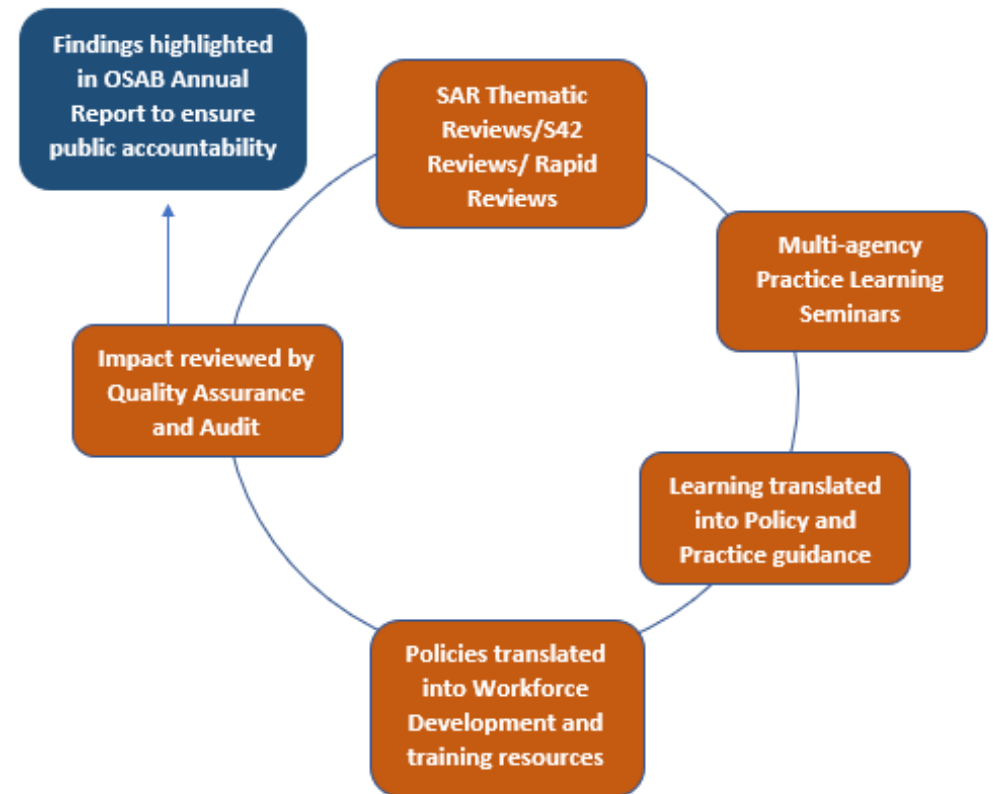 Findings highlighted
in OSAB Annual
Report to ensure
public accountability
SAR Thematic
Reviews/S42
Reviews/ Rapid
Reviews
Multi-agency
Practice Learning
Seminars
Learning translated
into Policy and
Practice guidance
Policies translated
into Workforce
Development and
training resources
Impact reviewed by
Quality Assurance
and Audit